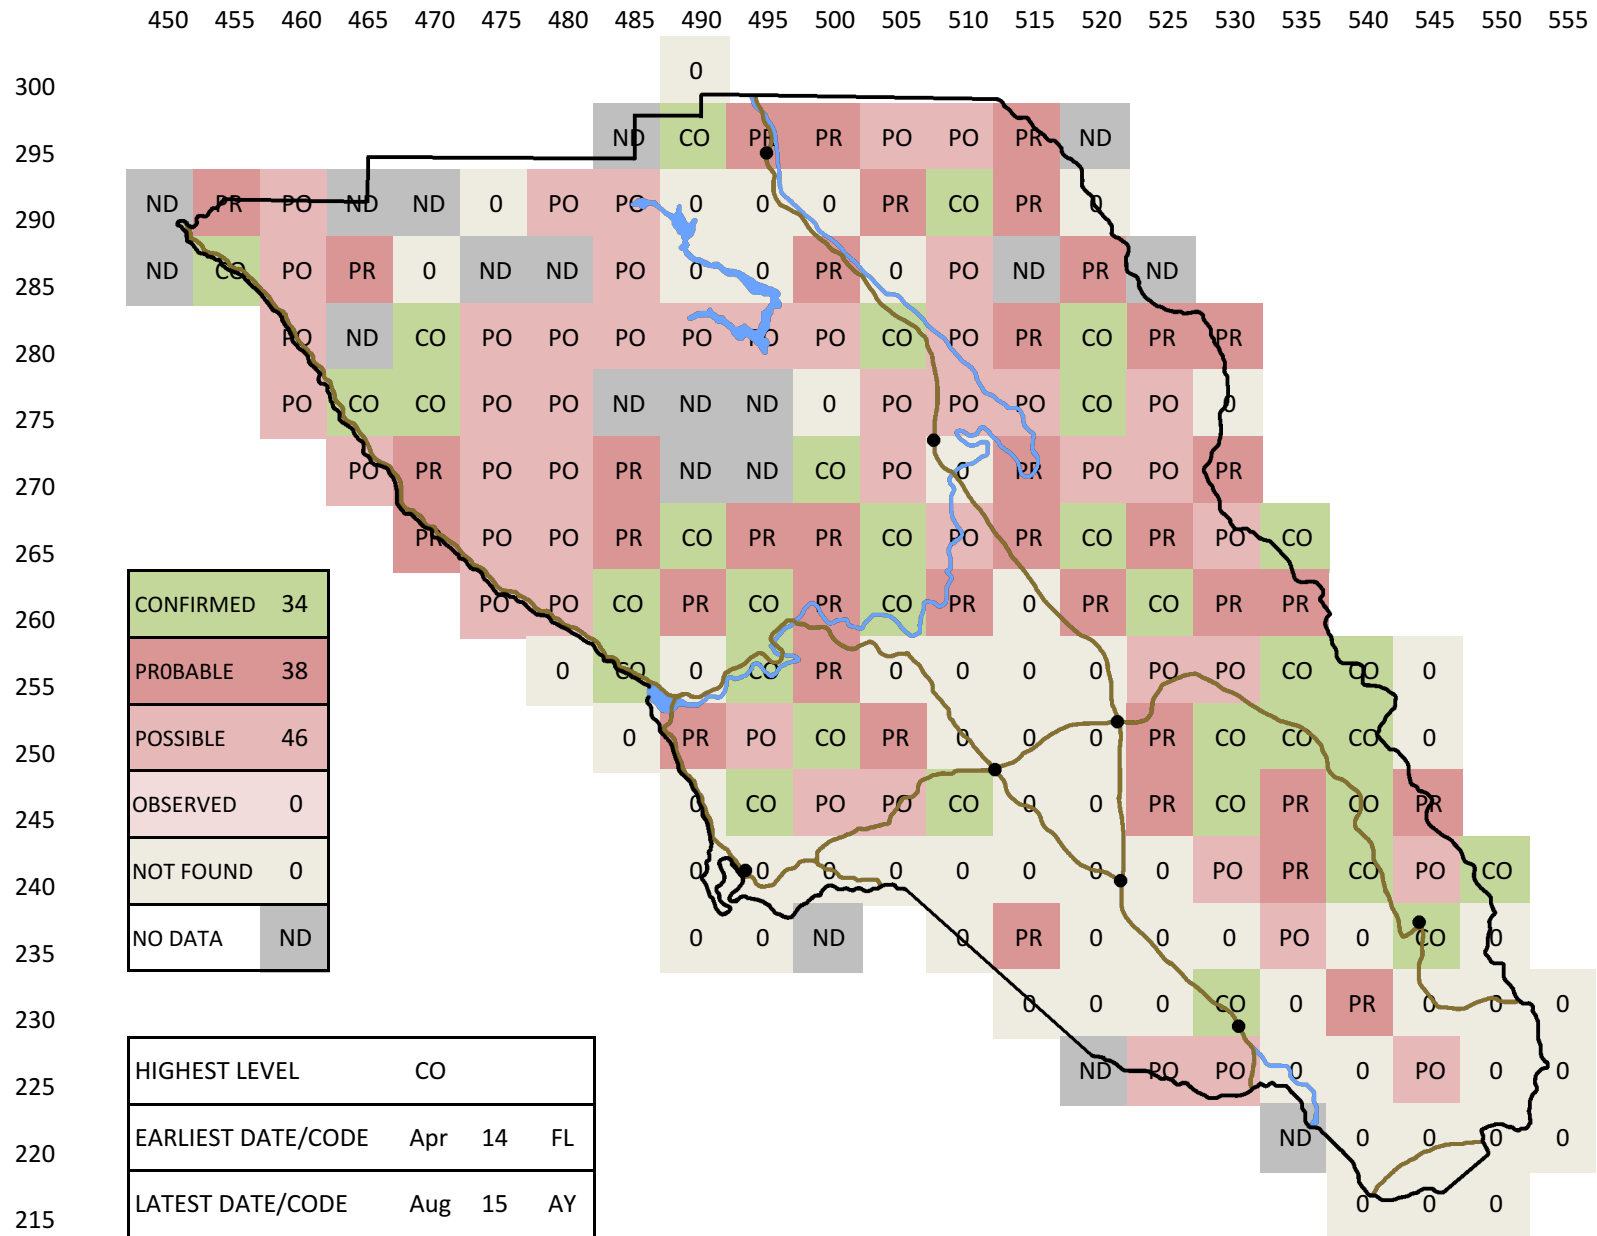 450 455 460 465 470 475 480 485 490 495 500 505 510 515 520 525 530 535 540 545 550 555
0
300
ND CO PR PR PO PO PR ND
295
ND PR PO ND ND 0 PO PO 0 0 0 PR CO PR 0
290
ND CO PO PR 0 ND ND PO 0 0 PR 0 PO ND PR ND
285
PO ND CO PO PO PO PO PO PO CO PO PR CO PR PR
280
PO CO CO PO PO ND ND ND 0 PO PO PO CO PO 0
275
PO PR PO PO PR ND ND CO PO 0 PR PO PO PR
270
PR PO PO PR CO PR PR CO PO PR CO PR PO CO
265
CONFIRMED 34
PO PO CO PR CO PR CO PR 0 PR CO PR PR
260
PR0BABLE 38
0 CO 0 CO PR 0 0 0 0 PO PO CO CO 0
255
POSSIBLE 46
0 PR PO CO PR 0 0 0 PR CO CO CO 0
250
OBSERVED 0
0 CO PO PO CO 0 0 PR CO PR CO PR
245
NOT FOUND 0
0 0 0 0 0 0 0 0 PO PR CO PO CO
240
NO DATA ND
0 0 ND 0 PR 0 0 0 PO 0 CO 0
235
0 0 0 CO 0 PR 0 0 0
230
HIGHEST LEVEL CO
ND PO PO 0 0 PO 0 0
225
EARLIEST DATE/CODE Apr 14 FL
ND 0 0 0 0
220
LATEST DATE/CODE Aug 15 AY
0 0 0
215